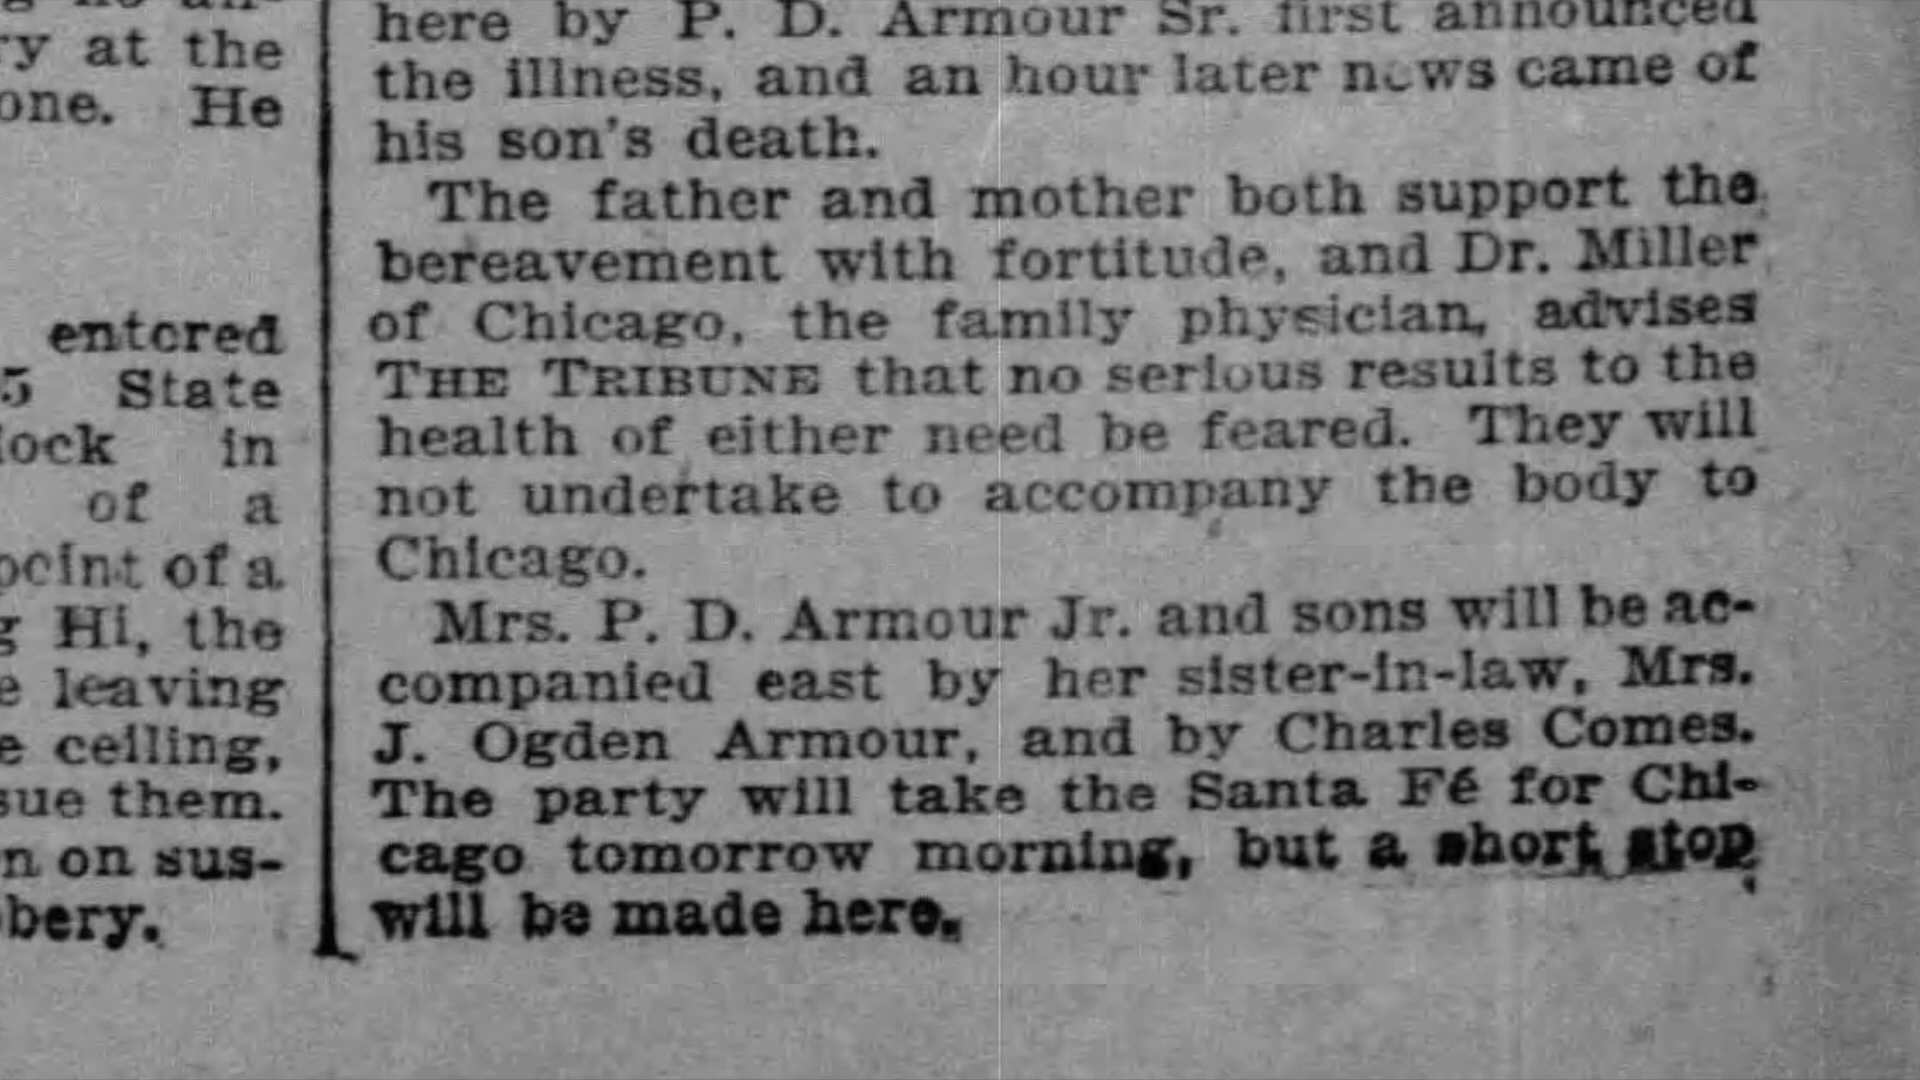 ry at the
one. He
entered
5 State
lock in
of a
point of a
g Hi, the
e leaving
e ceiling,
sue them.
n on sus-
bery.
here by P. D. Armour Sr. first announced
the illness, and an hour later news came of
his son's death.
The father and mother both support the
bereavement with fortitude, and Dr. Miller
of Chicago, the family physician, advises
THE TRIBUNE that no serious results to the
health of either need be feared. They will
not undertake to accompany the body to
Chicago.
Mrs. P. D. Armour Jr. and sons will be ac-
companied east by her sister-in-law, Mrs.
J. Ogden Armour, and by Charles Comes.
The party will take the Santa Fé for Chi-
cago tomorrow morning, but a short stop
will be made here.